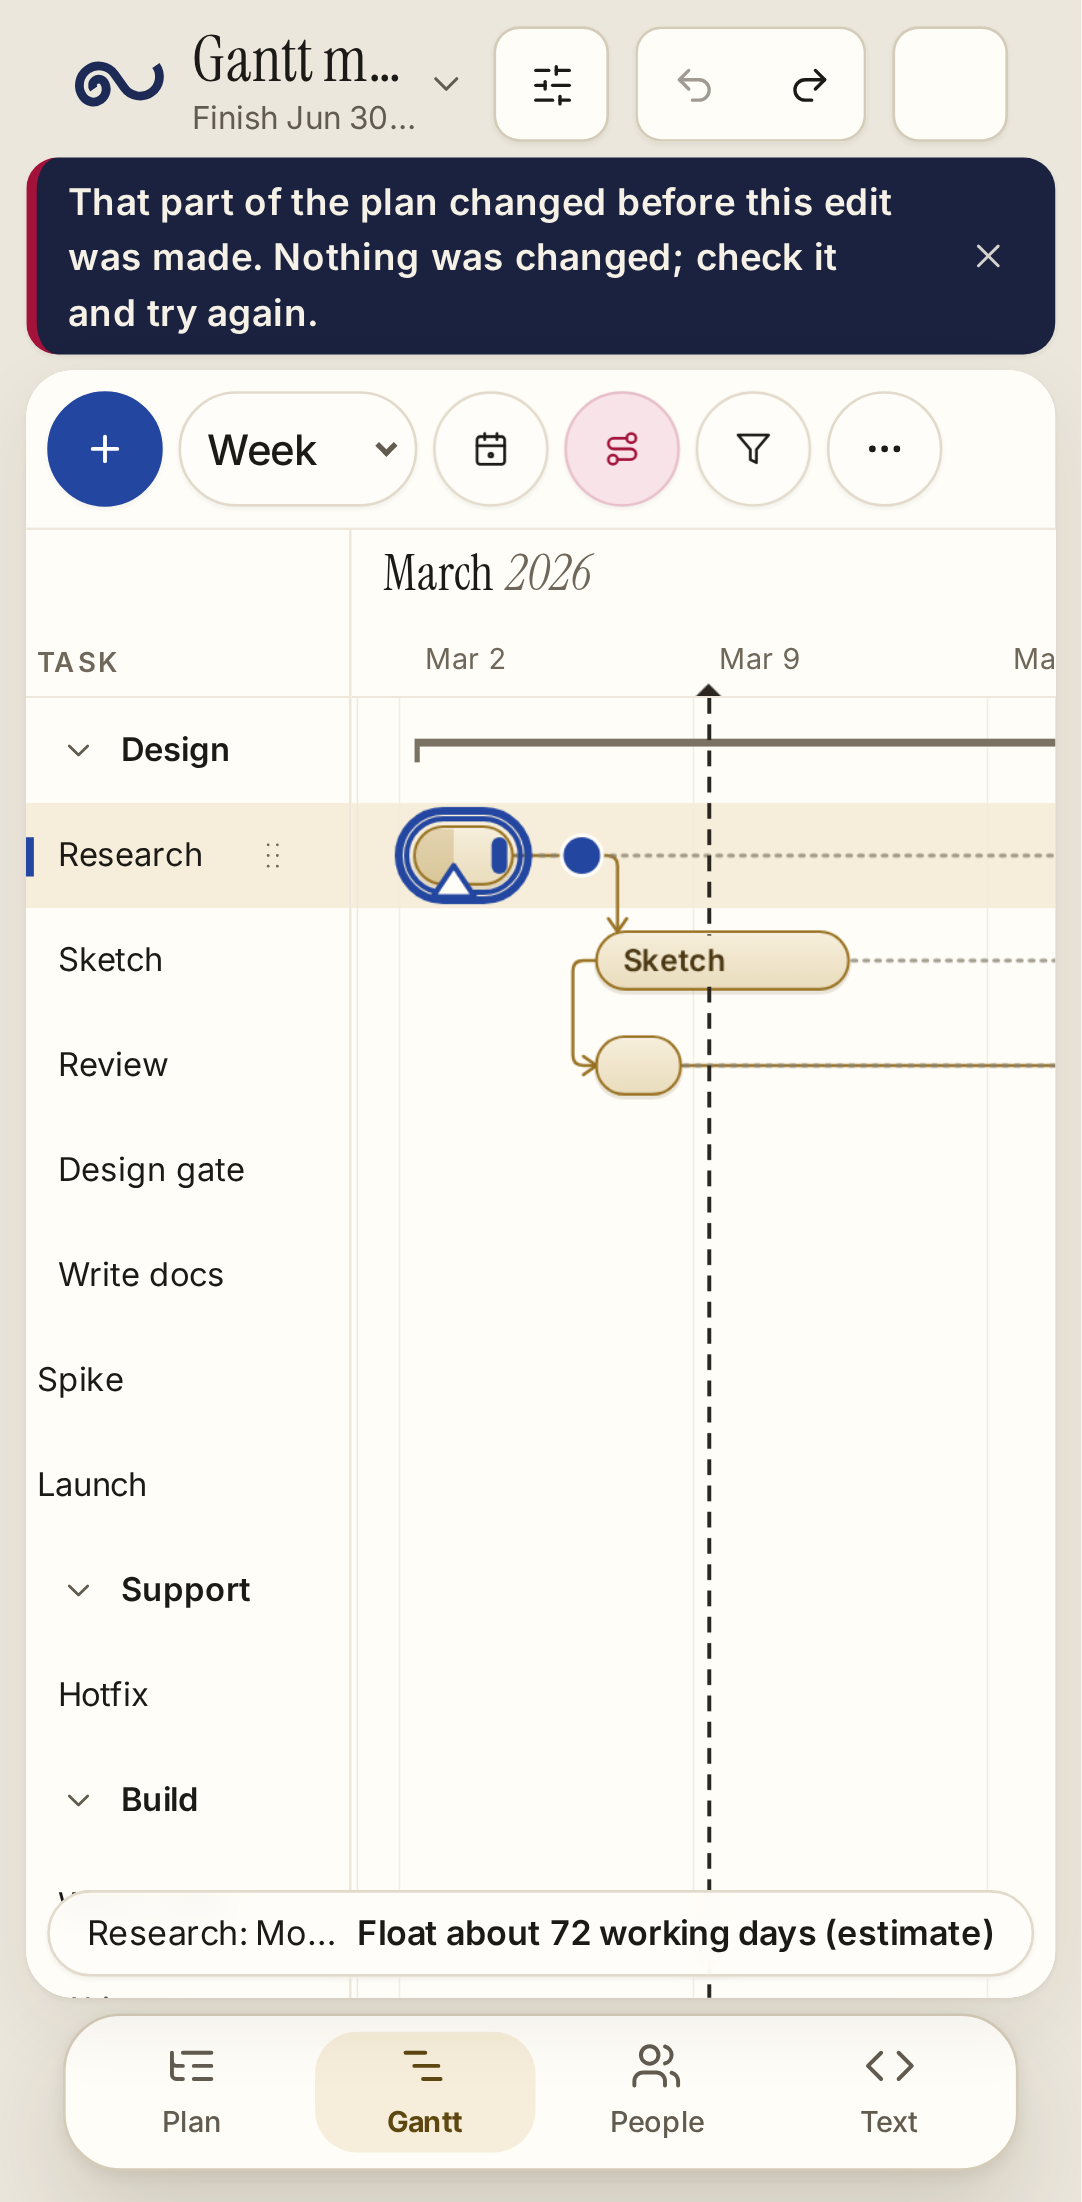 Gantt m...
Finish Jun 30...
That part of the plan changed before this edit
was made. Nothing was changed; check it
and try again.
Week
March 2026
TASK
Mar 2
Mar 9
Ma
Design
Research
Sketch
Sketch
Review
Design gate
Write docs
Spike
Launch
Support
Hotfix
Build
Research: Mo... Float about 72 working days (estimate)
Plan
Gantt
People
Text